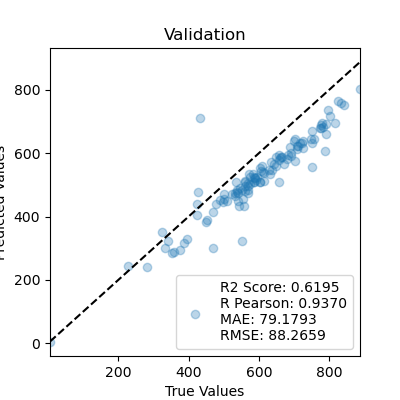 Validation
800
600
400
200
0
Predicted Values
R2 Score: 0.6195
R Pearson: 0.9370
MAE: 79.1793
RMSE: 88.2659
200
400
600
800
True Values